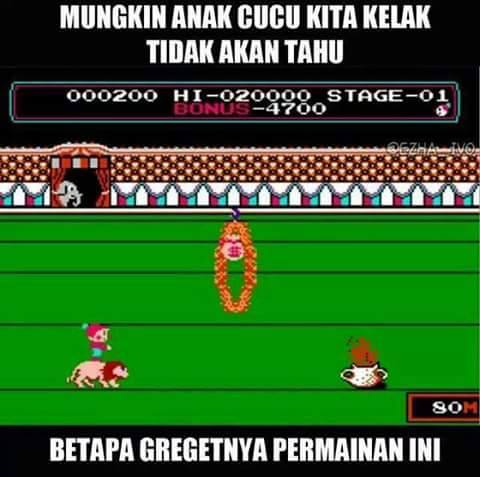 MUNGKIN ANAK CUCU KITA KELAK
TIDAK AKAN TAHU
000200 HI-020000 STAGE-01
BONUS-4700
@EZHA_IVO
80M
BETAPA GREGETNYA PERMAINAN INI